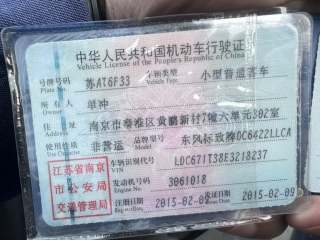 中华人民共和国机动车行驶证
Vehicle License of the People's Republic of China
号牌号码 苏AT6F33 车辆类型 小型普通客车
Plate No. Vehicle Type
所有人 单冲
Owner
住址 南京市秦淮区黄鹂新村7幢六单元302室
Address
使用性质 非营运 品牌型号 东风标致牌DC6422LLCA
Use Character Model
车辆识别代号 LDC671T38E3218237
VIN
发动机号码 3061018
Engine No.
注册日期 2015-02-09 发证日期 2015-02-09
Register Date Issue Date
江苏省南京
市公安局
交通管理局